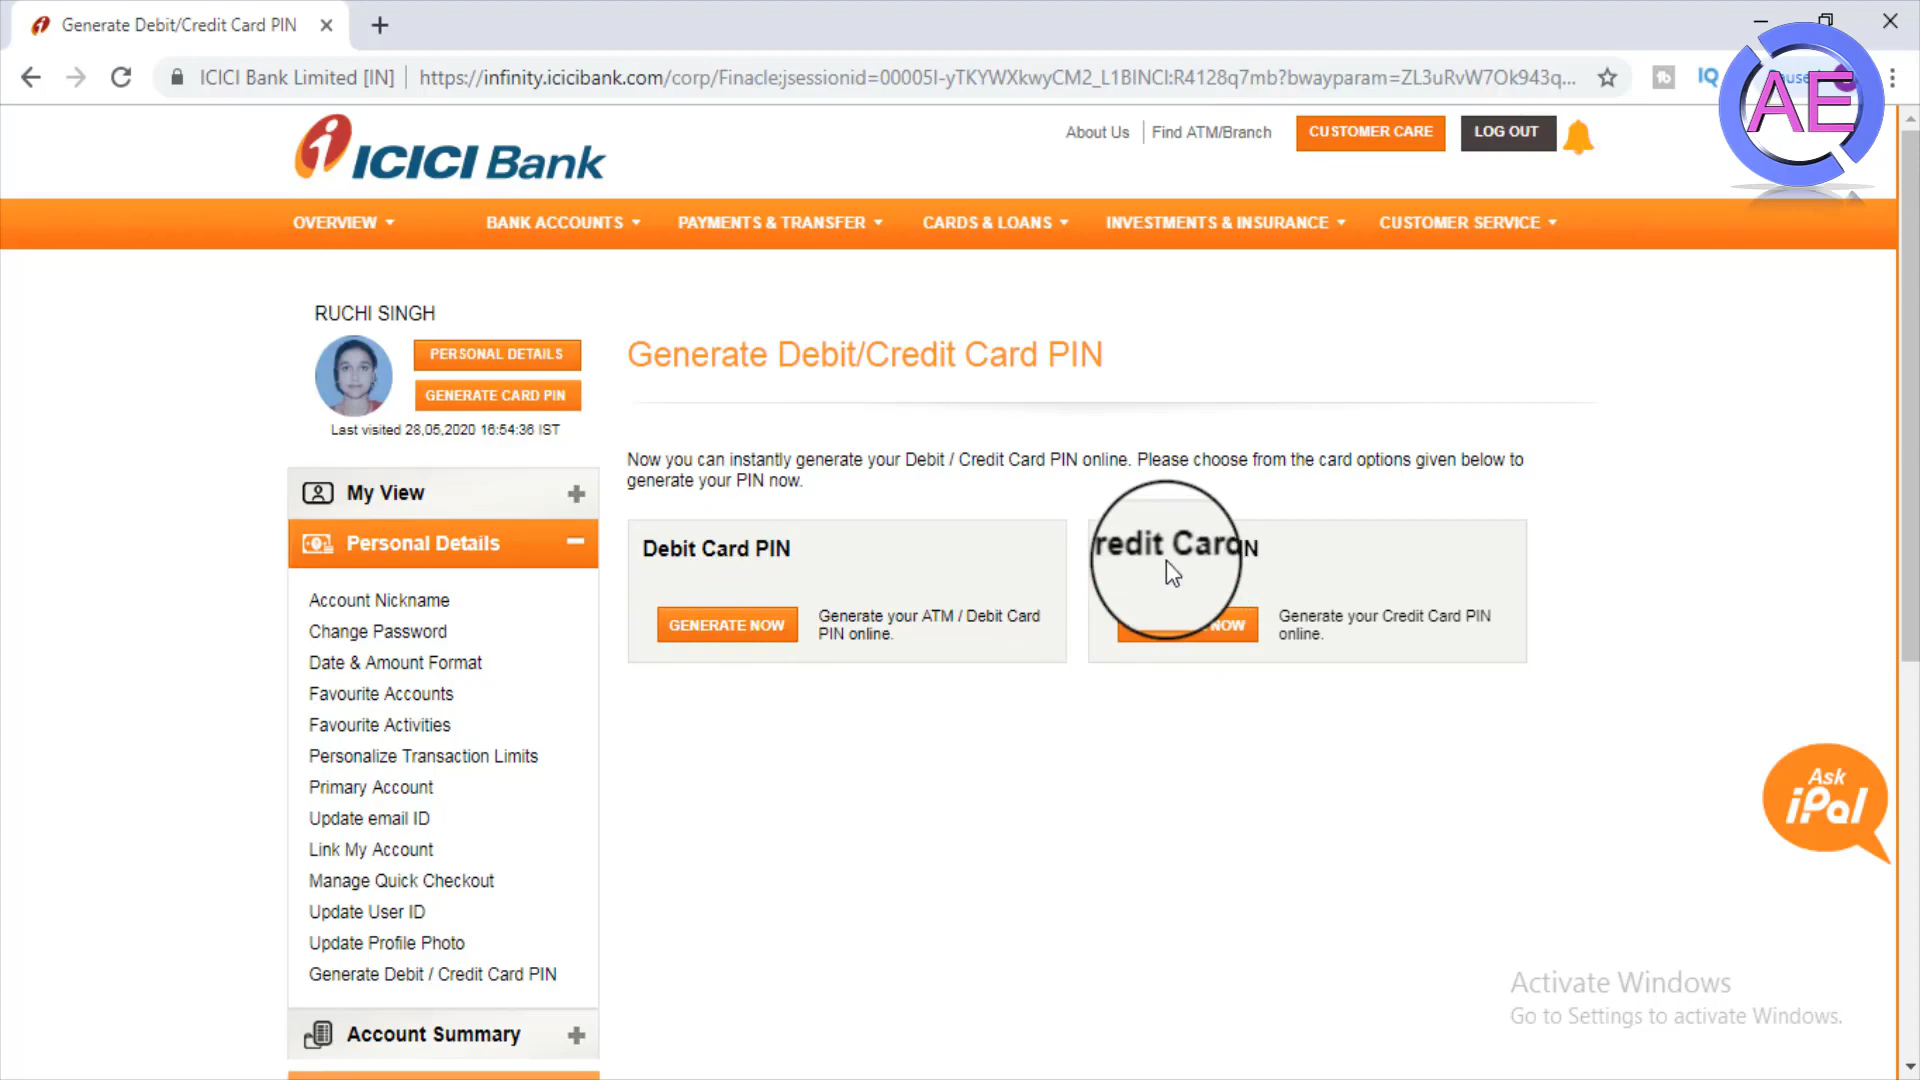 Generate Debit/Credit Card PIN
ICICI Bank Limited [IN]
https://infinity.icicibank.com/corp/Finacle;jsessionid=00005I-yTKYWXkwyCM2_L1BINCI:R4128q7mb?bwayparam=ZL3uRvW7Ok943q...
IQ
AE
ICICI Bank
About Us
Find ATM/Branch
CUSTOMER CARE
LOG OUT
OVERVIEW
BANK ACCOUNTS
PAYMENTS & TRANSFER
CARDS & LOANS
INVESTMENTS & INSURANCE
CUSTOMER SERVICE
RUCHI SINGH
PERSONAL DETAILS
GENERATE CARD PIN
Last visited 28,05,2020 16:54:36 IST
My View
Personal Details
Account Nickname
Change Password
Date & Amount Format
Favourite Accounts
Favourite Activities
Personalize Transaction Limits
Primary Account
Update email ID
Link My Account
Manage Quick Checkout
Update User ID
Update Profile Photo
Generate Debit / Credit Card PIN
Account Summary
Generate Debit/Credit Card PIN
Now you can instantly generate your Debit / Credit Card PIN online. Please choose from the card options given below to
generate your PIN now.
Debit Card PIN
GENERATE NOW
Generate your ATM / Debit Card
PIN online.
redit Card IN
NOW
Generate your Credit Card PIN
online.
Ask
iPal
Activate Windows
Go to Settings to activate Windows.